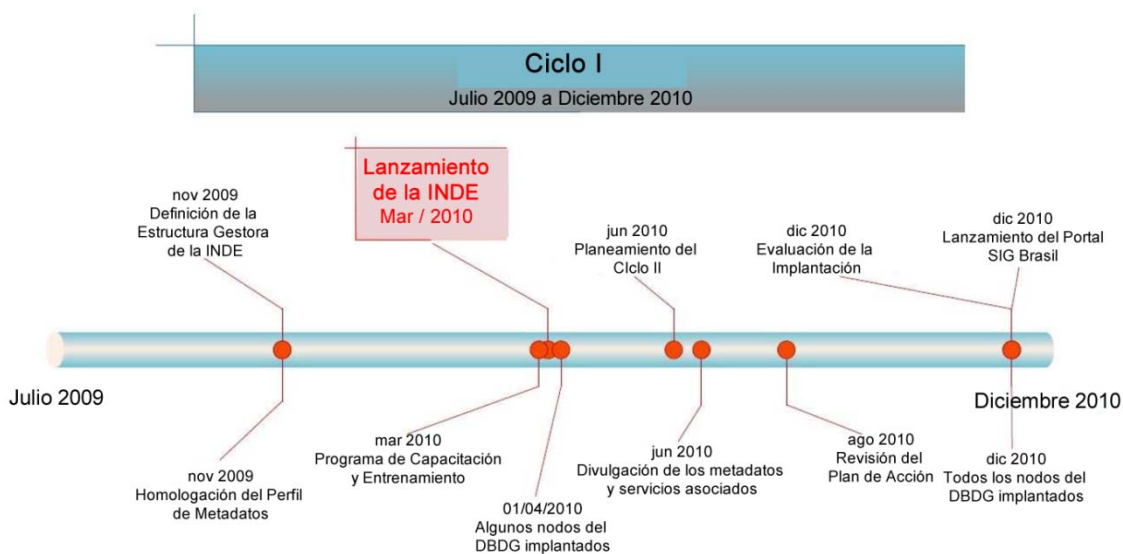 Ciclo I
Julio 2009 a Diciembre 2010
Lanzamiento
de la INDE
Mar / 2010
nov 2009
Definición de la
Estructura Gestora
de la INDE
jun 2010
Planeamiento del
CIclo II
dic 2010
Evaluación de la
Implantación
dic 2010
Lanzamiento del Portal
SIG Brasil
Julio 2009
Diciembre 2010
nov 2009
Homologación del Perfil
de Metadatos
mar 2010
Programa de Capacitación
y Entrenamiento
01/04/2010
Algunos nodos del
DBDG implantados
jun 2010
Divulgación de los metadatos
y servicios asociados
ago 2010
Revisión del
Plan de Acción
dic 2010
Todos los nodos del
DBDG implantados